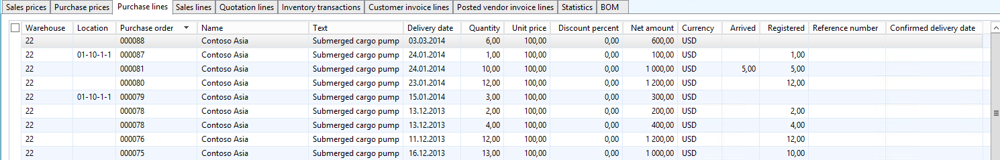 Sales prices Purchase prices Purchase lines Sales lines Quotation lines Inventory transactions Customer invoice lines Posted vendor invoice lines Statistics BOM
Warehouse Location Purchase order Name Text Delivery date Quantity Unit price Discount percent Net amount Currency Arrived Registered Reference number Confirmed delivery date
22 000088 Contoso Asia Submerged cargo pump 03.03.2014 6,00 100,00 0,00 600,00 USD
22 01-10-1-1 000087 Contoso Asia Submerged cargo pump 24.01.2014 1,00 100,00 0,00 100,00 USD 1,00
22 000081 Contoso Asia Submerged cargo pump 24.01.2014 10,00 100,00 0,00 1 000,00 USD 5,00 5,00
22 000080 Contoso Asia Submerged cargo pump 23.01.2014 12,00 100,00 0,00 1 200,00 USD 12,00
22 01-10-1-1 000079 Contoso Asia Submerged cargo pump 15.01.2014 3,00 100,00 0,00 300,00 USD
22 000078 Contoso Asia Submerged cargo pump 13.12.2013 2,00 100,00 0,00 200,00 USD 2,00
22 000078 Contoso Asia Submerged cargo pump 13.12.2013 4,00 100,00 0,00 400,00 USD 4,00
22 000076 Contoso Asia Submerged cargo pump 11.12.2013 12,00 100,00 0,00 1 200,00 USD 12,00
22 000075 Contoso Asia Submerged cargo pump 16.12.2013 13,00 100,00 0,00 1 000,00 USD 10,00